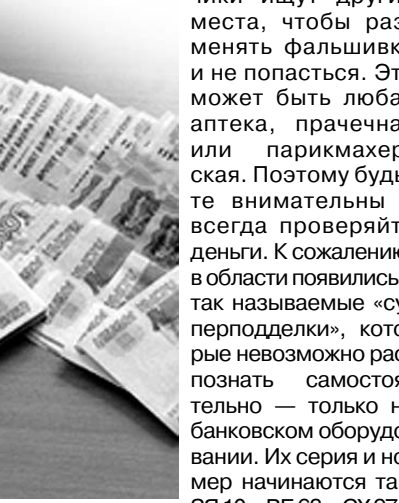 чики ищут други
места, чтобы раз
менять фальшивк
и не попасться. Эт
может быть люба
аптека, прачечна
или парикмахер
ская. Поэтому будь
те внимательны
всегда проверяйт
деньги. К сожалению
в области появились
так называемые «су
перподделки», кото
рые невозможно рас
познать самостоя
тельно — только н
банковском оборудо
вании. Их серия и но
мер начинаются та